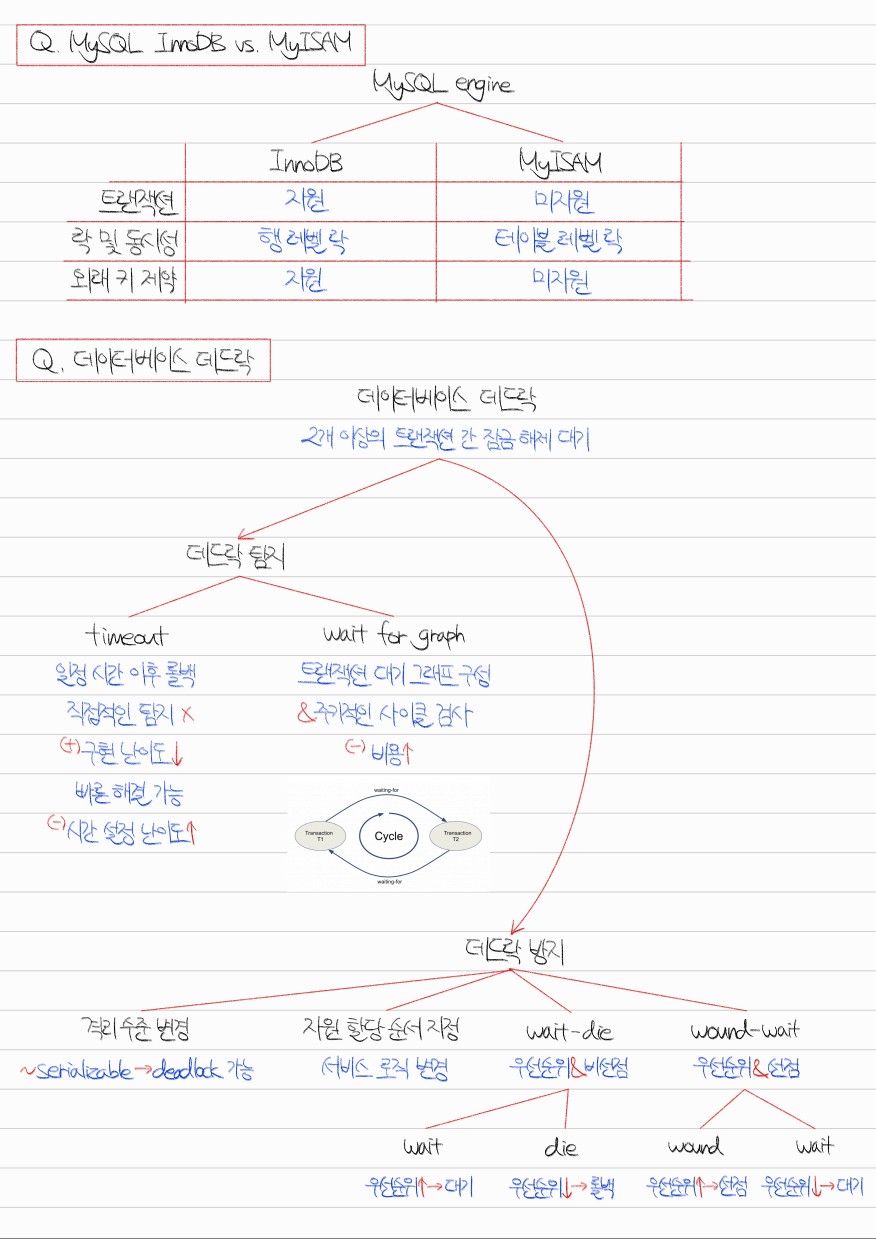 Q. MySQL InnoDB vs. MyISAM
MySQL engine
InnoDB MyISAM
트랜잭션 지원 미지원
락 및 동시성 행 레벨 락 테이블 레벨 락
외래 키 제약 지원 미지원
Q. 데이터베이스 데드락
데이터베이스 데드락
2개 이상의 트랜잭션 간 잠금 해제 대기
데드락 탐지
timeout wait for graph
일정 시간 이후 롤백 트랜잭션 대기 그래프 구성
직접적인 탐지 × & 주기적인 사이클 검사
(+) 구현 난이도↓ (-) 비용↑
빠른 해결 가능
(-) 시간 설정 난이도↑
waiting-for
Transaction T1
Cycle
Transaction T2
waiting-for
데드락 방지
격리 수준 변경 자원 할당 순서 지정 wait-die wound-wait
~serializable→deadlock 가능 서비스 로직 변경 우선순위&비선점 우선순위&선점
wait die wound wait
우선순위↑→대기 우선순위↓→롤백 우선순위↑→선점 우선순위↓→대기